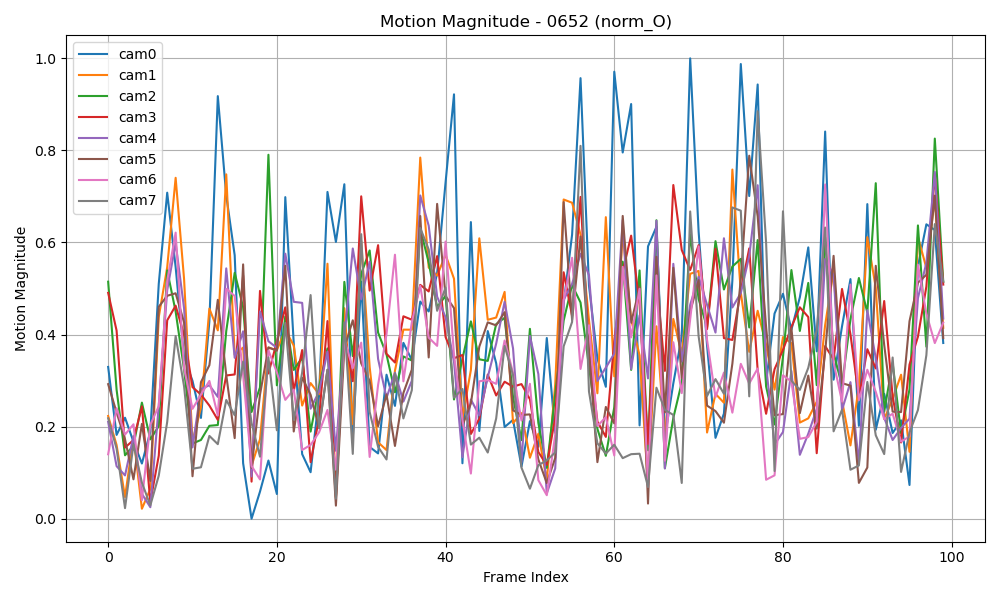 Motion Magnitude - 0652 (norm_O)
Motion Magnitude
1.0
0.8
0.6
0.4
0.2
0.0
cam0
cam1
cam2
cam3
cam4
cam5
cam6
cam7
0
20
40
60
80
100
Frame Index